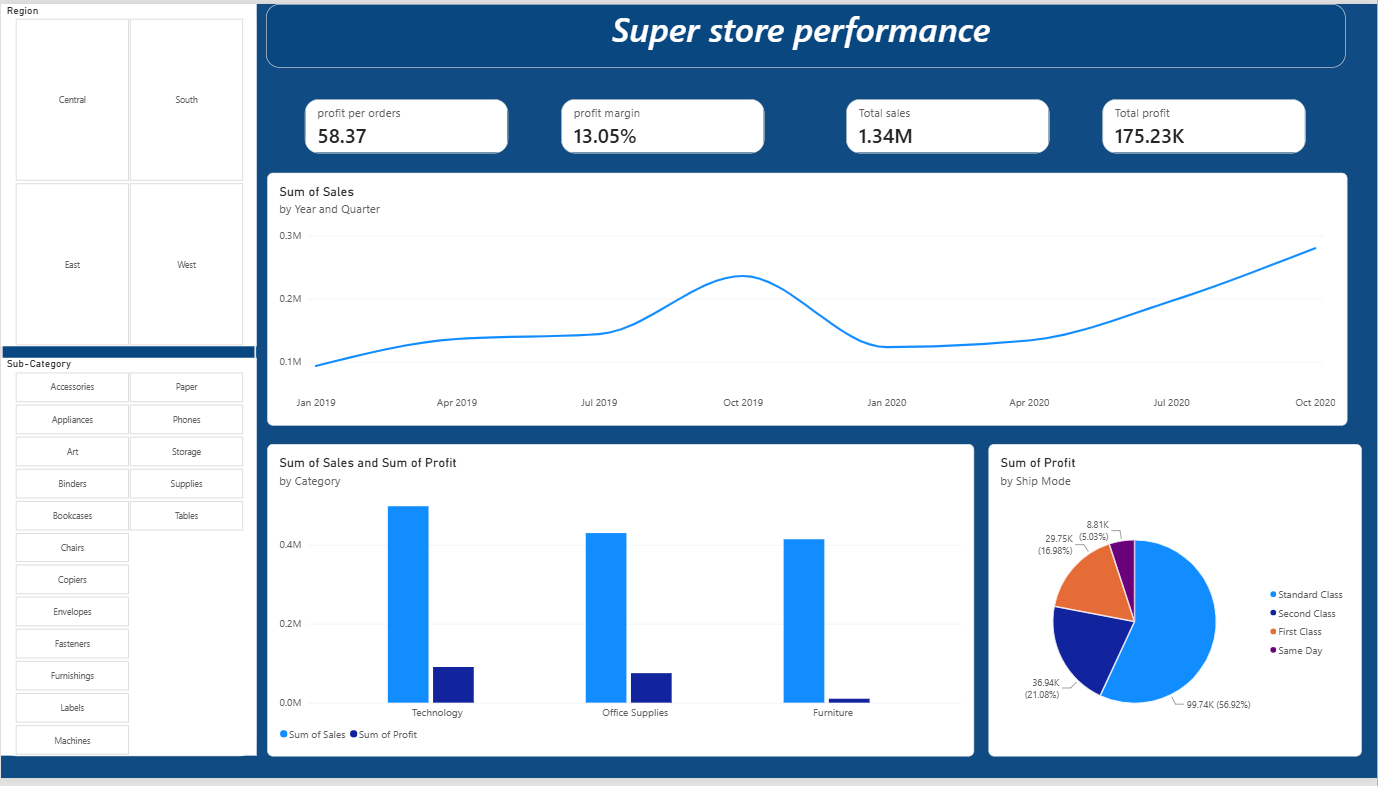 Region
Central
South
East
West
Sub-Category
Accessories
Paper
Appliances
Phones
Art
Storage
Binders
Supplies
Bookcases
Tables
Chairs
Copiers
Envelopes
Fasteners
Furnishings
Labels
Machines
Super store performance
profit per orders
58.37
profit margin
13.05%
Total sales
1.34M
Total profit
175.23K
Sum of Sales
by Year and Quarter
0.3M
0.2M
0.1M
Jan 2019
Apr 2019
Jul 2019
Oct 2019
Jan 2020
Apr 2020
Jul 2020
Oct 2020
Sum of Sales and Sum of Profit
by Category
0.4M
0.2M
0.0M
Technology
Office Supplies
Furniture
Sum of Sales
Sum of Profit
Sum of Profit
by Ship Mode
8.81K
(5.03%)
29.75K
(16.98%)
36.94K
(21.08%)
99.74K (56.92%)
Standard Class
Second Class
First Class
Same Day